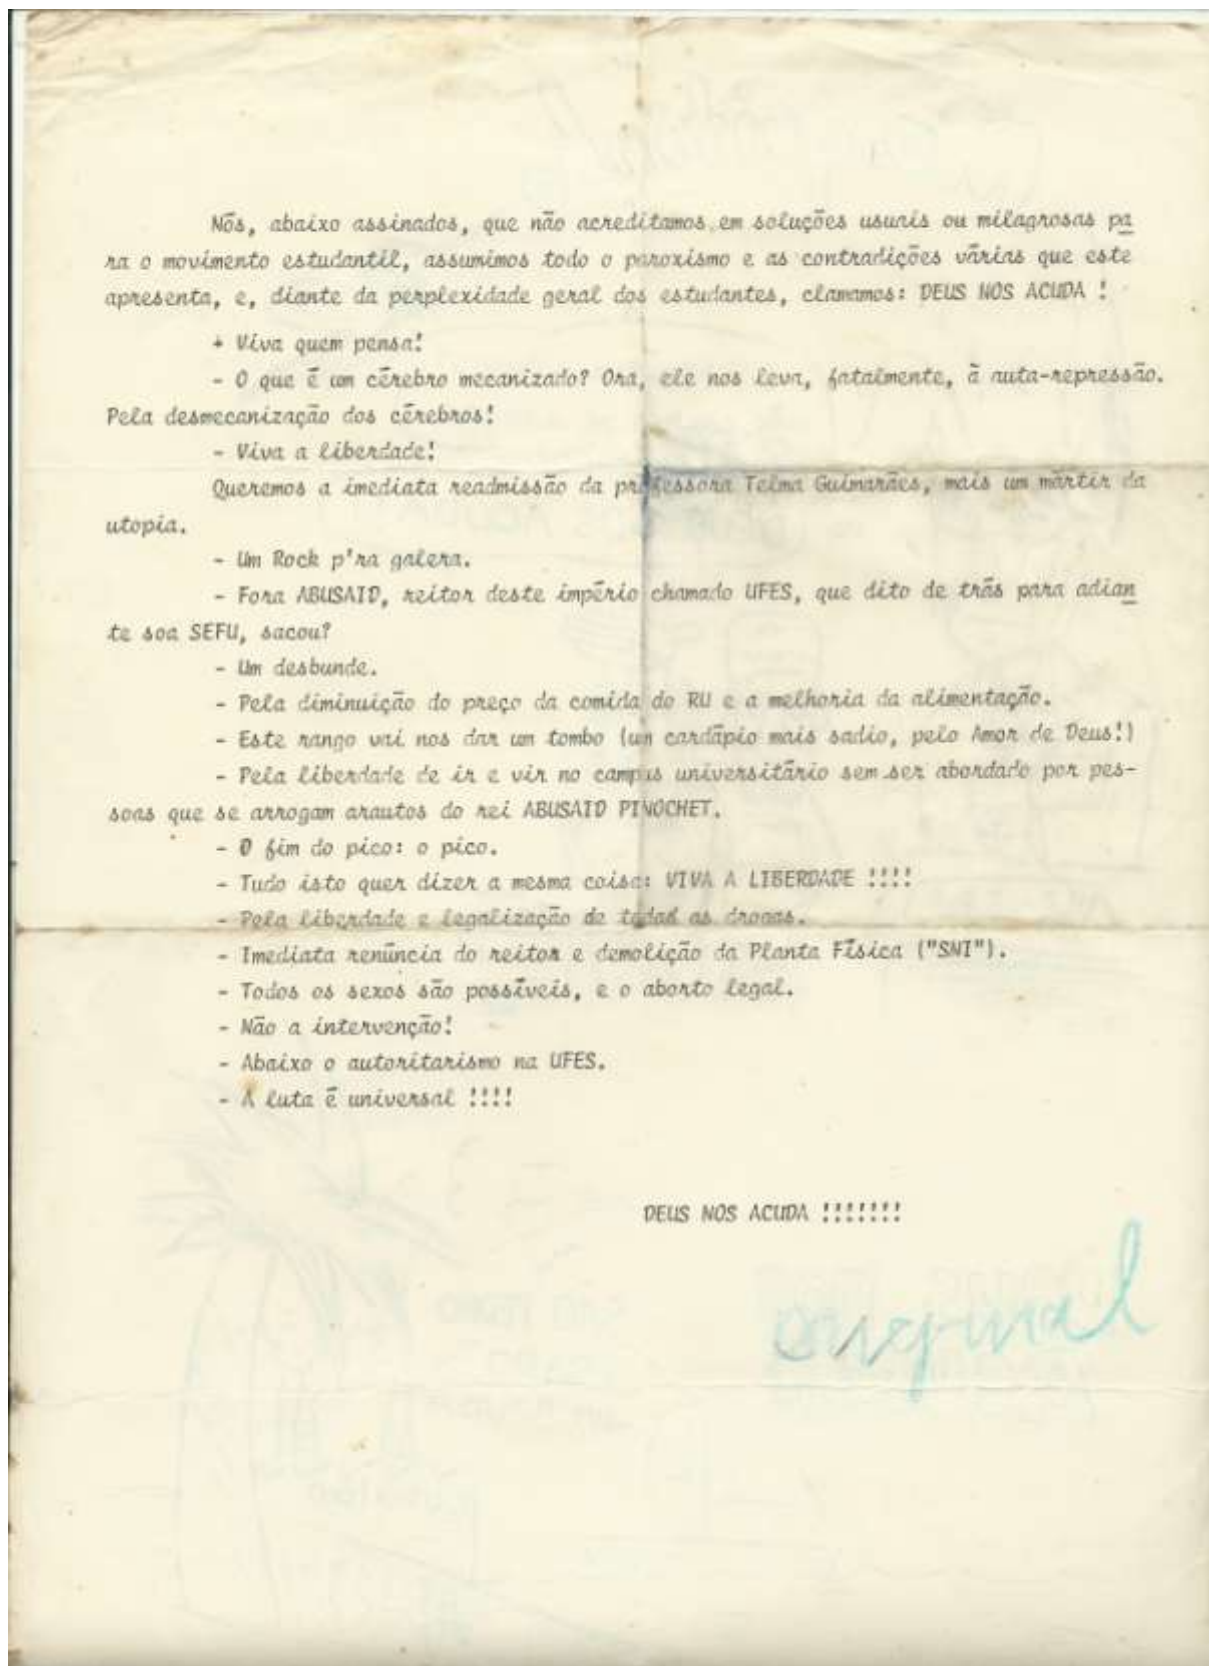 Nós, abaixo assinados, que não acreditamos em soluções usuais ou milagrosas pa
ra o movimento estudantil, assumimos todo o paroxismo e as contradições várias que este
apresenta, e, diante da perplexidade geral dos estudantes, clamamos: DEUS NOS ACUDA !
+ Viva quem pensa!
- O que é um cérebro mecanizado? Ora, ele nos leva, fatalmente, à auta-repressão.
Pela desmecanização dos cérebros!
- Viva a liberdade!
Queremos a imediata readmissão da professora Telma Guimarães, mais um mártir da
utopia.
- Um Rock p'ra galera.
- Fora ABUSAID, reitor deste império chamado UFES, que dito de trás para adian
te soa SEFU, sacou?
- Um desbunde.
- Pela diminuição do preço da comida do RU e a melhoria da alimentação.
- Este rango vai nos dar um tombo (um cardápio mais sadio, pelo Amor de Deus!)
- Pela liberdade de ir e vir no campus universitário sem ser abordado por pes-
soas que se arrogam arautos do rei ABUSAID PINOCHET.
- O fim do pico: o pico.
- Tudo isto quer dizer a mesma coisa: VIVA A LIBERDADE !!!!
- Pela liberdade e legalização de todas as drogas.
- Imediata renúncia do reitor e demolição da Planta Física ("SNI").
- Todos os sexos são possíveis, e o aborto legal.
- Não a intervenção!
- Abaixo o autoritarismo na UFES.
- A luta é universal !!!!
DEUS NOS ACUDA !!!!!!!
original